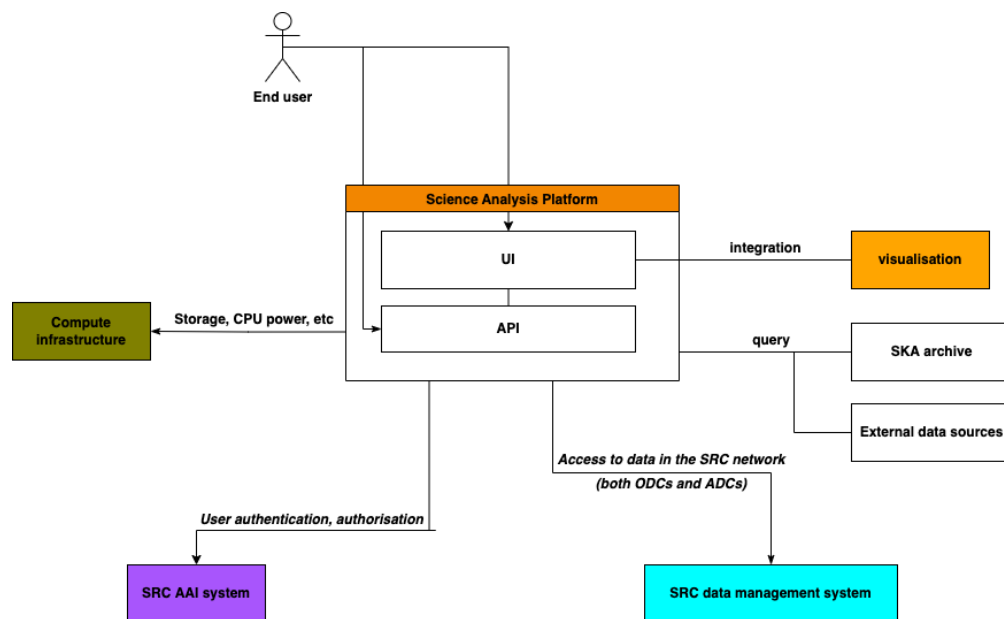 End user
Science Analysis Platform
UI
integration
visualisation
Storage, CPU power, etc
Compute
infrastructure
API
query
SKA archive
External data sources
Access to data in the SRC network
(both ODCs and ADCs)
User authentication, authorisation
SRC AAI system
SRC data management system